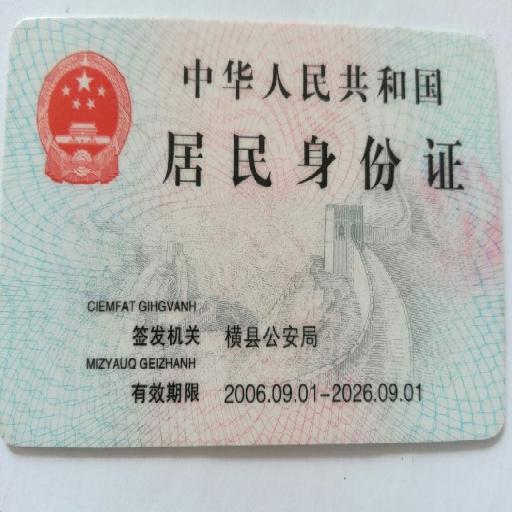 中华人民共和国
居民身份证
CIEMFAT GIHGVANH
签发机关 横县公安局
MIZYAUQ GEIZHANH
有效期限 2006.09.01-2026.09.01